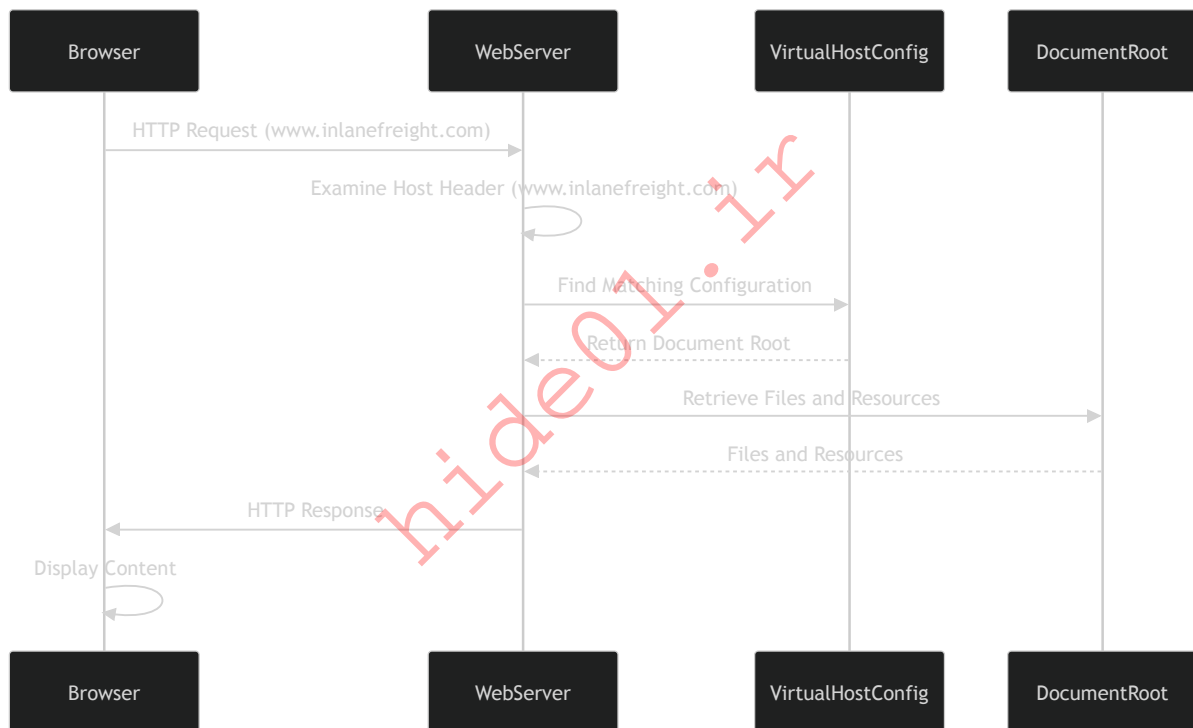 Browser
WebServer
VirtualHostConfig
DocumentRoot
HTTP Request (www.inlanefreight.com)
Examine Host Header (www.inlanefreight.com)
Find Matching Configuration
Return Document Root
Retrieve Files and Resources
Files and Resources
HTTP Response
Display Content
hide01.ir
Browser
WebServer
VirtualHostConfig
DocumentRoot